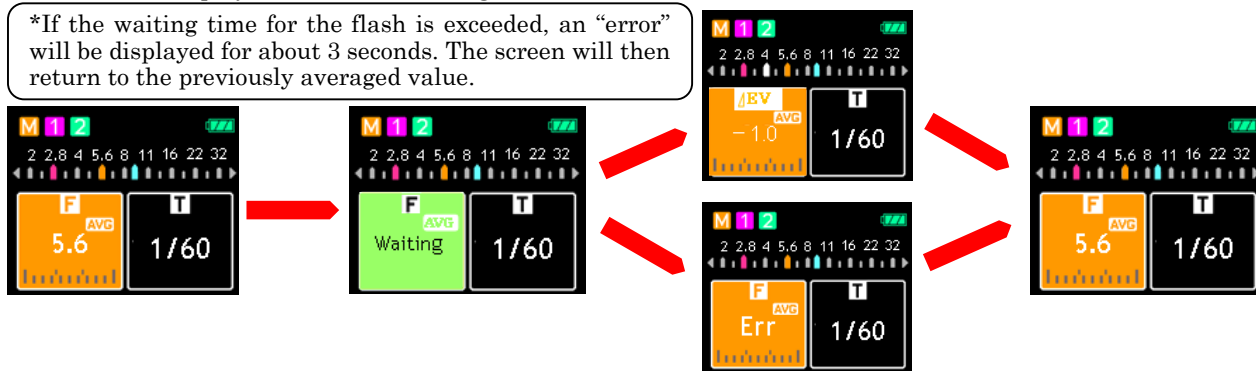 *If the waiting time for the flash is exceeded, an “error”
will be displayed for about 3 seconds. The screen will then
return to the previously averaged value.
M 1 2
2 2.8 4 5.6 8 11 16 22 32
F T
AVG
5.6 1/60
M 1 2
2 2.8 4 5.6 8 11 16 22 32
F T
AVG
Waiting 1/60
M 1 2
2 2.8 4 5.6 8 11 16 22 32
⊿EV T
AVG
−1.0 1/60
M 1 2
2 2.8 4 5.6 8 11 16 22 32
F T
AVG
Err 1/60
M 1 2
2 2.8 4 5.6 8 11 16 22 32
F T
AVG
5.6 1/60